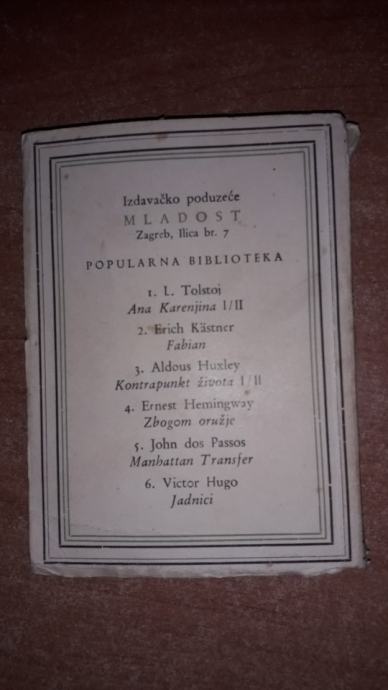 Izdavačko poduzeće
MLADOST
Zagreb, Ilica br. 7
POPULARNA BIBLIOTEKA
1. L. Tolstoj
Ana Karenjina I/II
2. Erich Kästner
Fabian
3. Aldous Huxley
Kontrapunkt života I/II
4. Ernest Hemingway
Zbogom oružje
5. John dos Passos
Manhattan Transfer
6. Victor Hugo
Jadnici